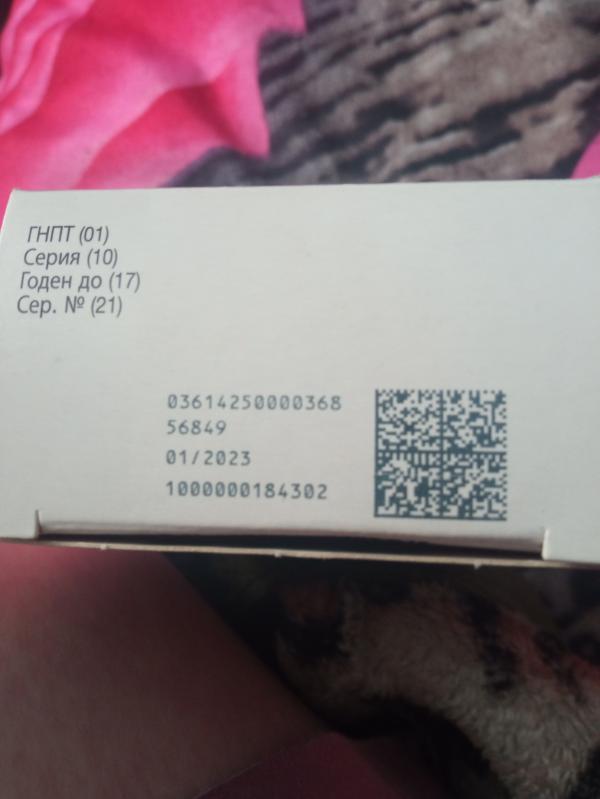 ГНПТ (01)
Серия (10)
Годен до (17)
Сер. № (21)
03614250000368
56849
01/2023
1000000184302